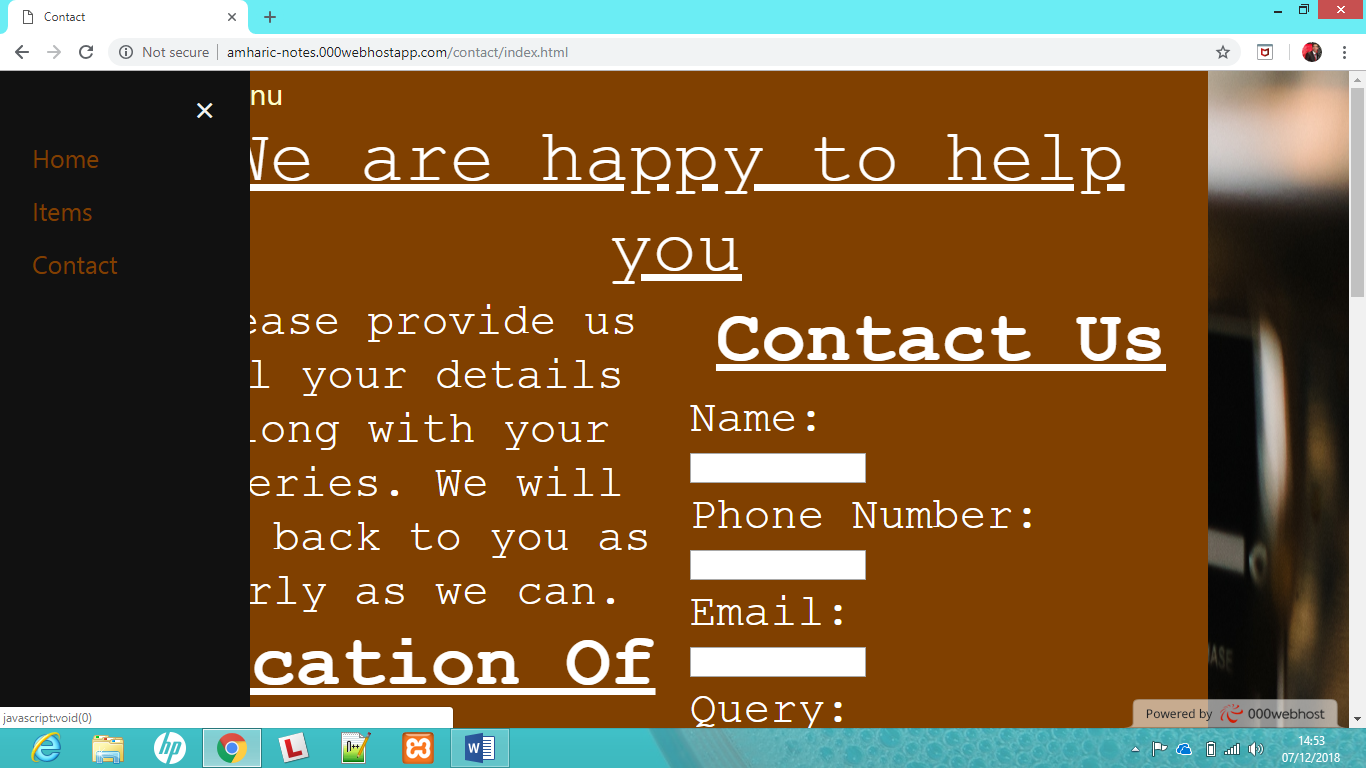 Contact
Not secure
amharic-notes.000webhostapp.com/contact/index.html
nu
Home
Items
Contact
We are happy to help
you
ease provide us
l your details
long with your
eries. We will
back to you as
rly as we can.
cation Of
Contact Us
Name:
Phone Number:
Email:
Query:
javascript:void(0)
Powered by 000webhost
14:53
07/12/2018